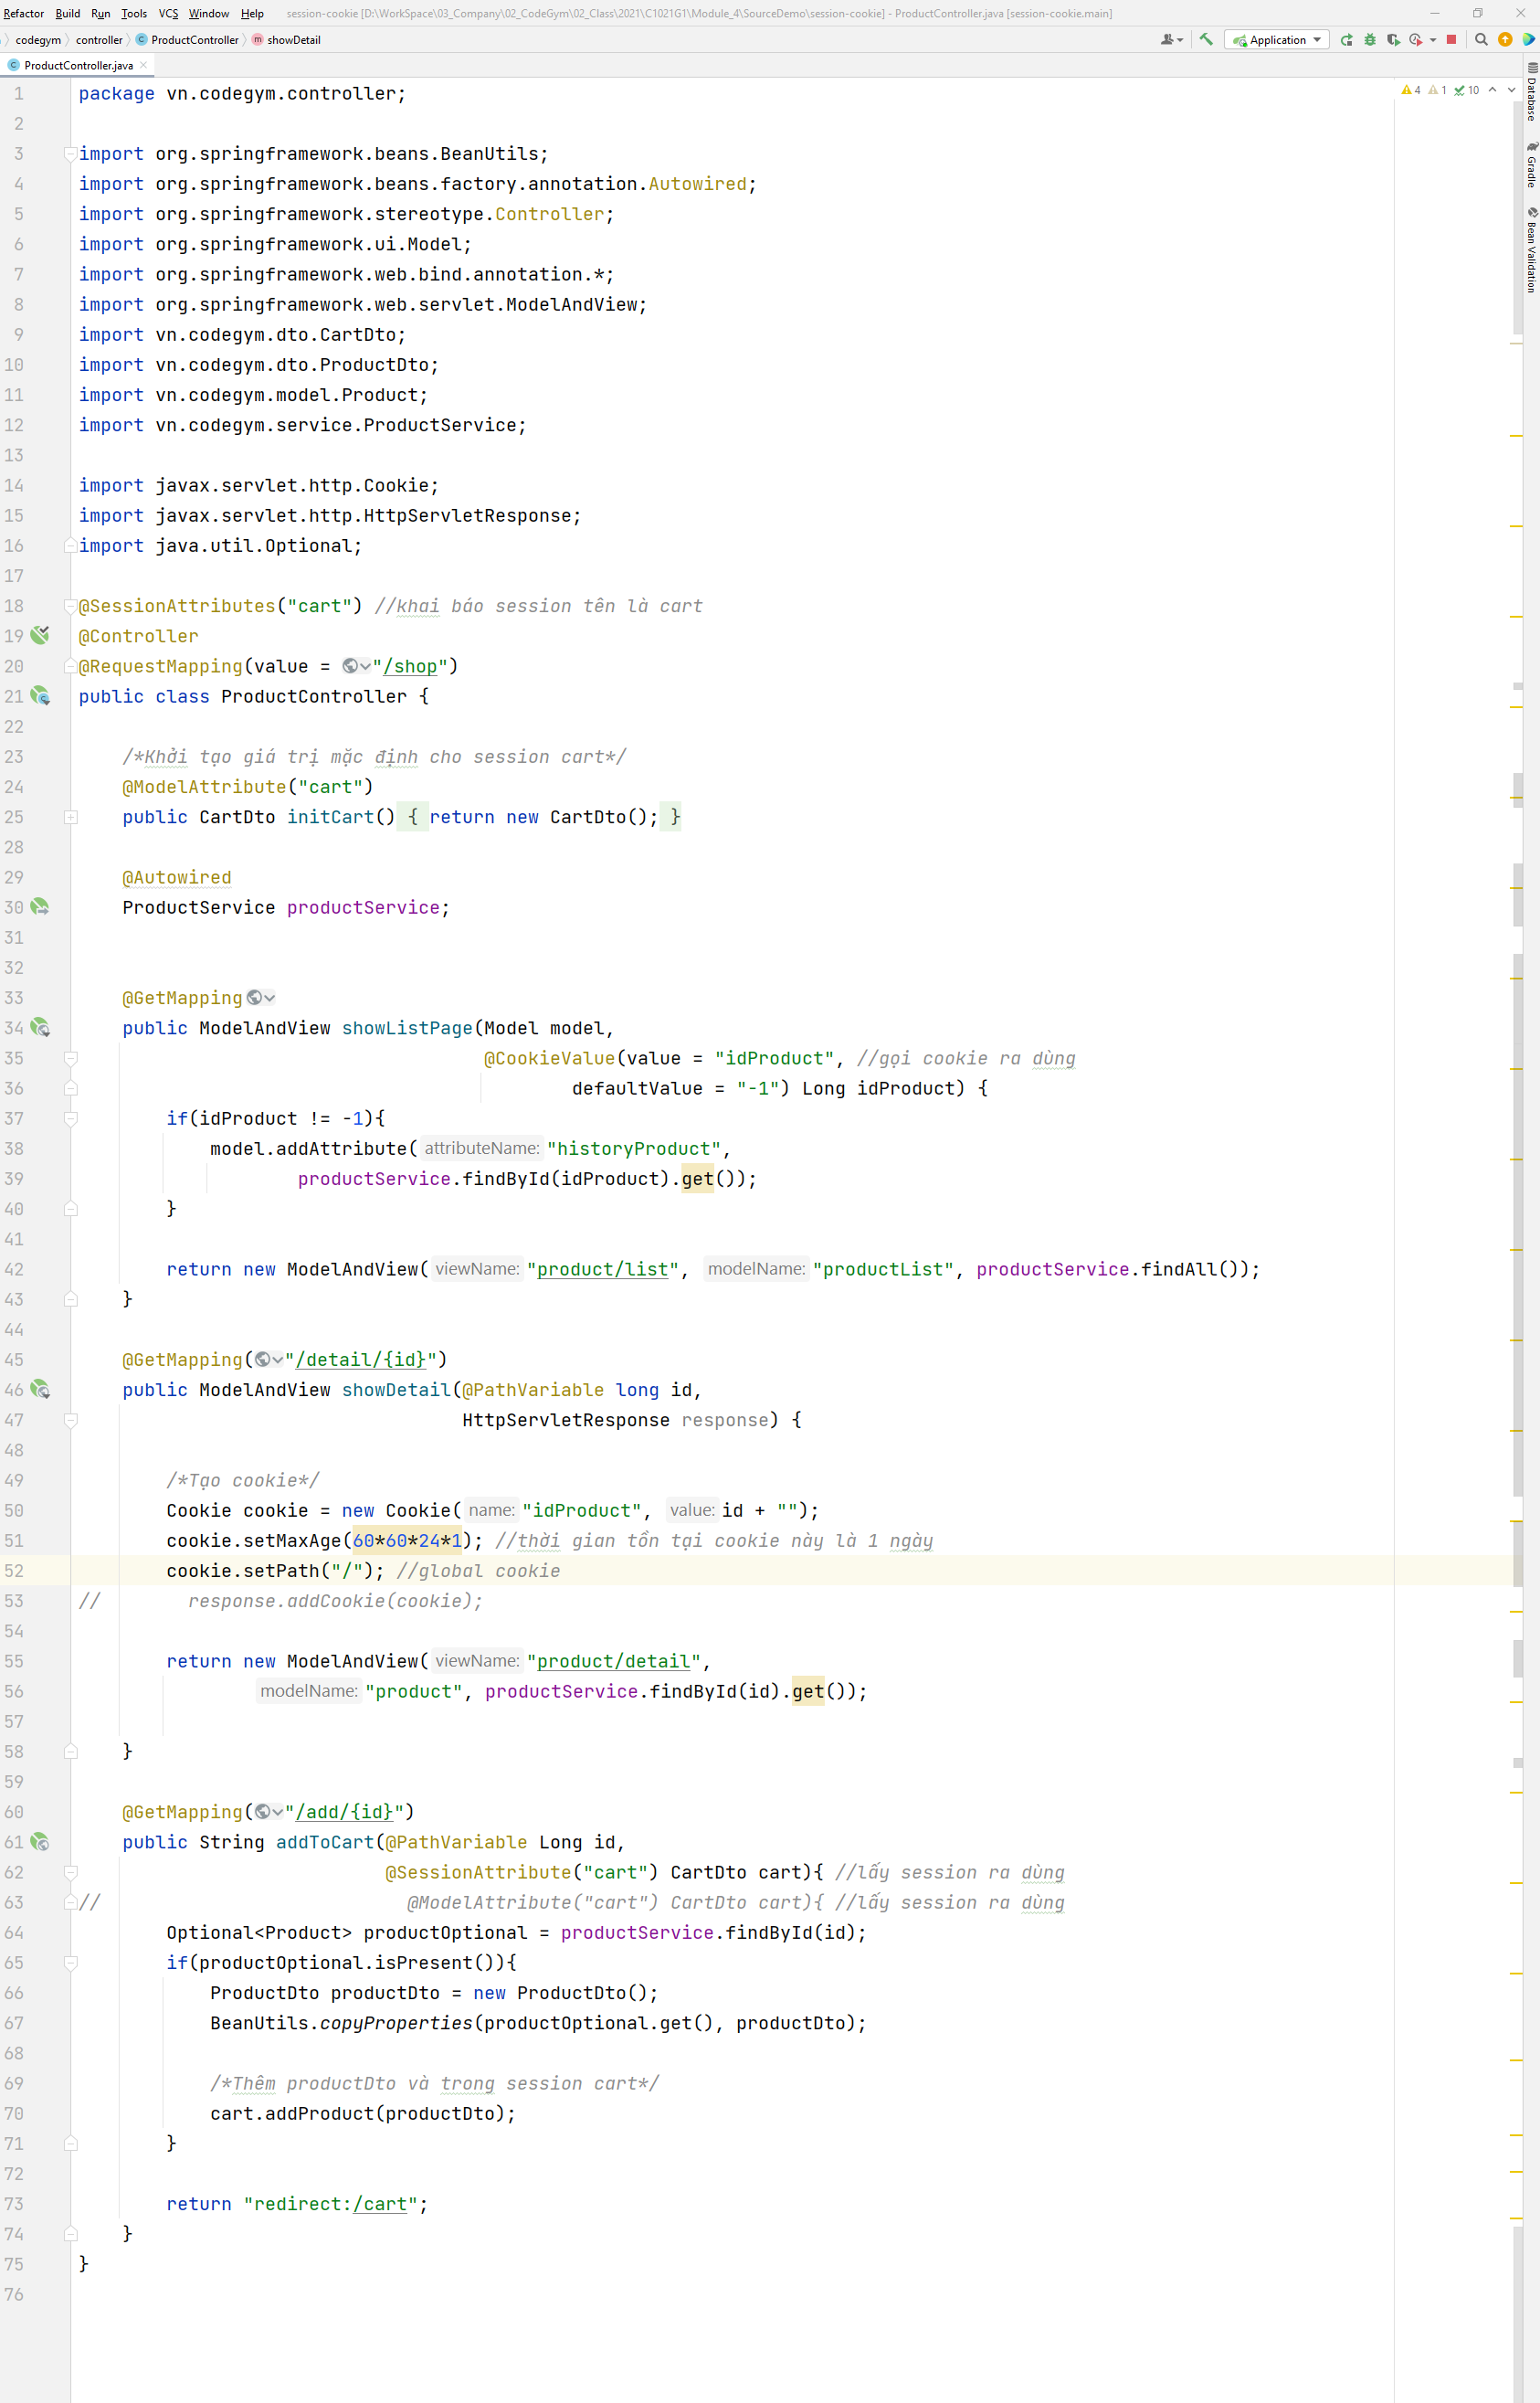 Refactor Build Run Tools VCS Window Help session-cookie [D:\WorkSpace\03_Company\02_CodeGym\02_Class\2021\C1021G1\Module_4\SourceDemo\session-cookie] - ProductController.java [session-cookie.main]
codegym controller ProductController showDetail Application
ProductController.java
4 1 10
Database
Gradle
Bean Validation
1 package vn.codegym.controller;
2
3 import org.springframework.beans.BeanUtils;
4 import org.springframework.beans.factory.annotation.Autowired;
5 import org.springframework.stereotype.Controller;
6 import org.springframework.ui.Model;
7 import org.springframework.web.bind.annotation.*;
8 import org.springframework.web.servlet.ModelAndView;
9 import vn.codegym.dto.CartDto;
10 import vn.codegym.dto.ProductDto;
11 import vn.codegym.model.Product;
12 import vn.codegym.service.ProductService;
13
14 import javax.servlet.http.Cookie;
15 import javax.servlet.http.HttpServletResponse;
16 import java.util.Optional;
17
18 @SessionAttributes("cart") //khai báo session tên là cart
19 @Controller
20 @RequestMapping(value = "/shop")
21 public class ProductController {
22
23 /*Khởi tạo giá trị mặc định cho session cart*/
24 @ModelAttribute("cart")
25 public CartDto initCart() { return new CartDto(); }
28
29 @Autowired
30 ProductService productService;
31
32
33 @GetMapping
34 public ModelAndView showListPage(Model model,
35 @CookieValue(value = "idProduct", //gọi cookie ra dùng
36 defaultValue = "-1") Long idProduct) {
37 if(idProduct != -1){
38 model.addAttribute( attributeName: "historyProduct",
39 productService.findById(idProduct).get());
40 }
41
42 return new ModelAndView( viewName: "product/list", modelName: "productList", productService.findAll());
43 }
44
45 @GetMapping("/detail/{id}")
46 public ModelAndView showDetail(@PathVariable long id,
47 HttpServletResponse response) {
48
49 /*Tạo cookie*/
50 Cookie cookie = new Cookie( name: "idProduct", value: id + "");
51 cookie.setMaxAge(60*60*24*1); //thời gian tồn tại cookie này là 1 ngày
52 cookie.setPath("/"); //global cookie
53 // response.addCookie(cookie);
54
55 return new ModelAndView( viewName: "product/detail",
56 modelName: "product", productService.findById(id).get());
57
58 }
59
60 @GetMapping("/add/{id}")
61 public String addToCart(@PathVariable Long id,
62 @SessionAttribute("cart") CartDto cart){ //lấy session ra dùng
63 // @ModelAttribute("cart") CartDto cart){ //lấy session ra dùng
64 Optional<Product> productOptional = productService.findById(id);
65 if(productOptional.isPresent()){
66 ProductDto productDto = new ProductDto();
67 BeanUtils.copyProperties(productOptional.get(), productDto);
68
69 /*Thêm productDto và trong session cart*/
70 cart.addProduct(productDto);
71 }
72
73 return "redirect:/cart";
74 }
75 }
76